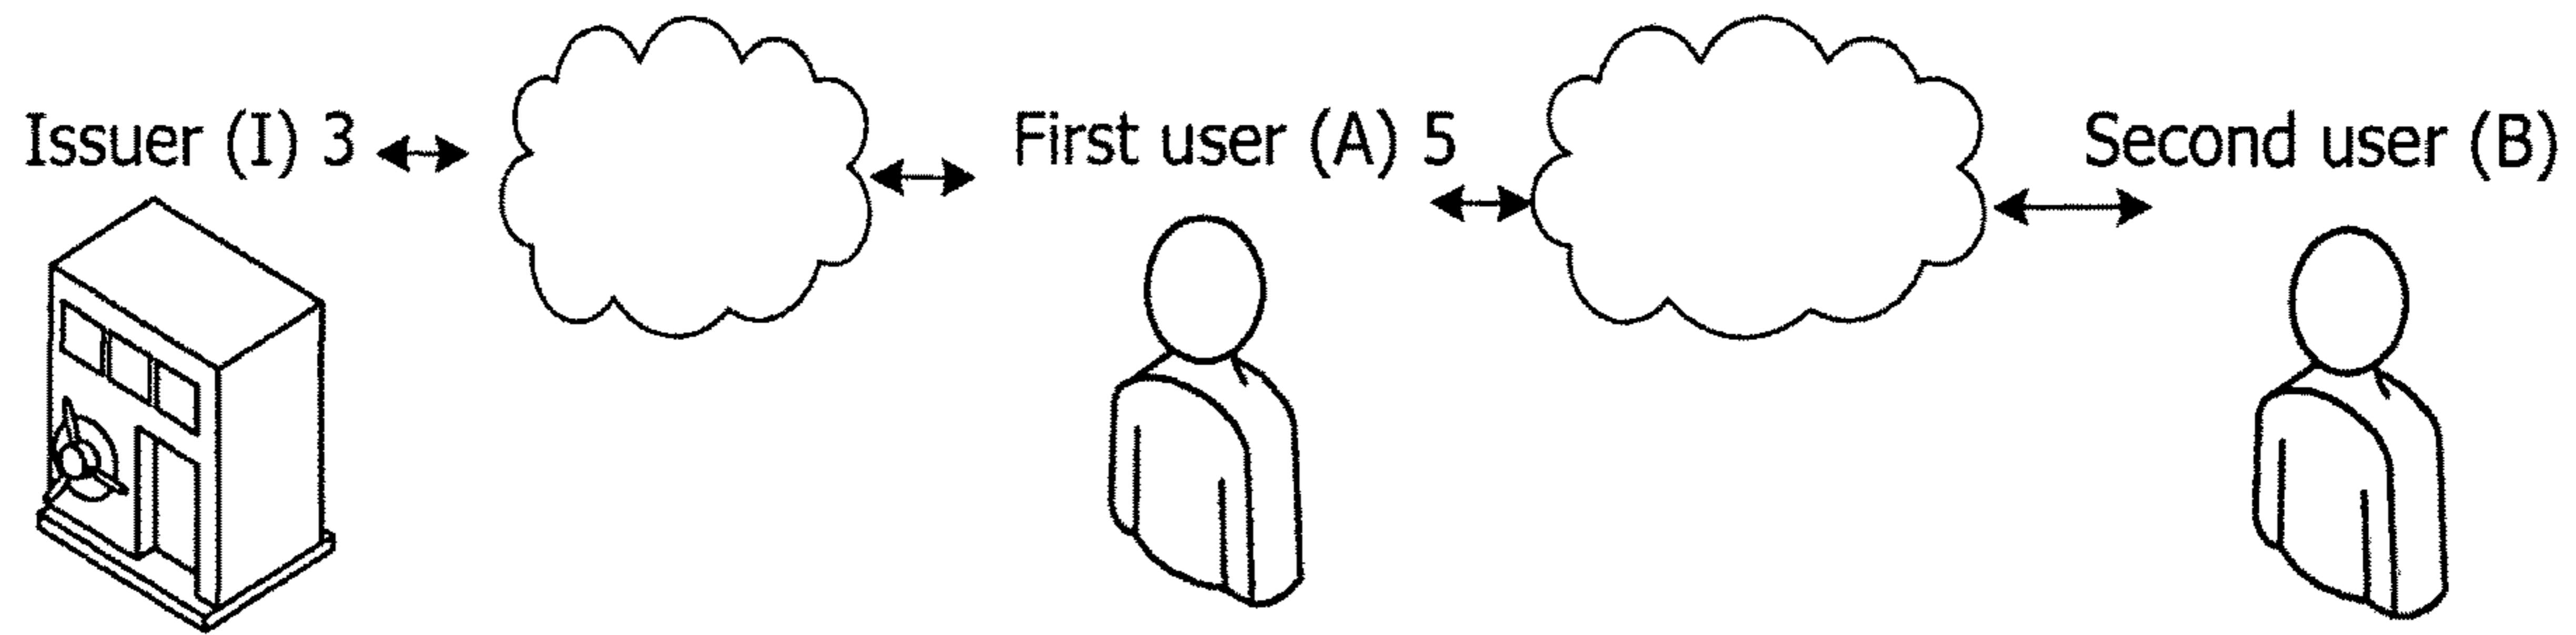 Issuer (I) 3
First user (A) 5
Second user (B)